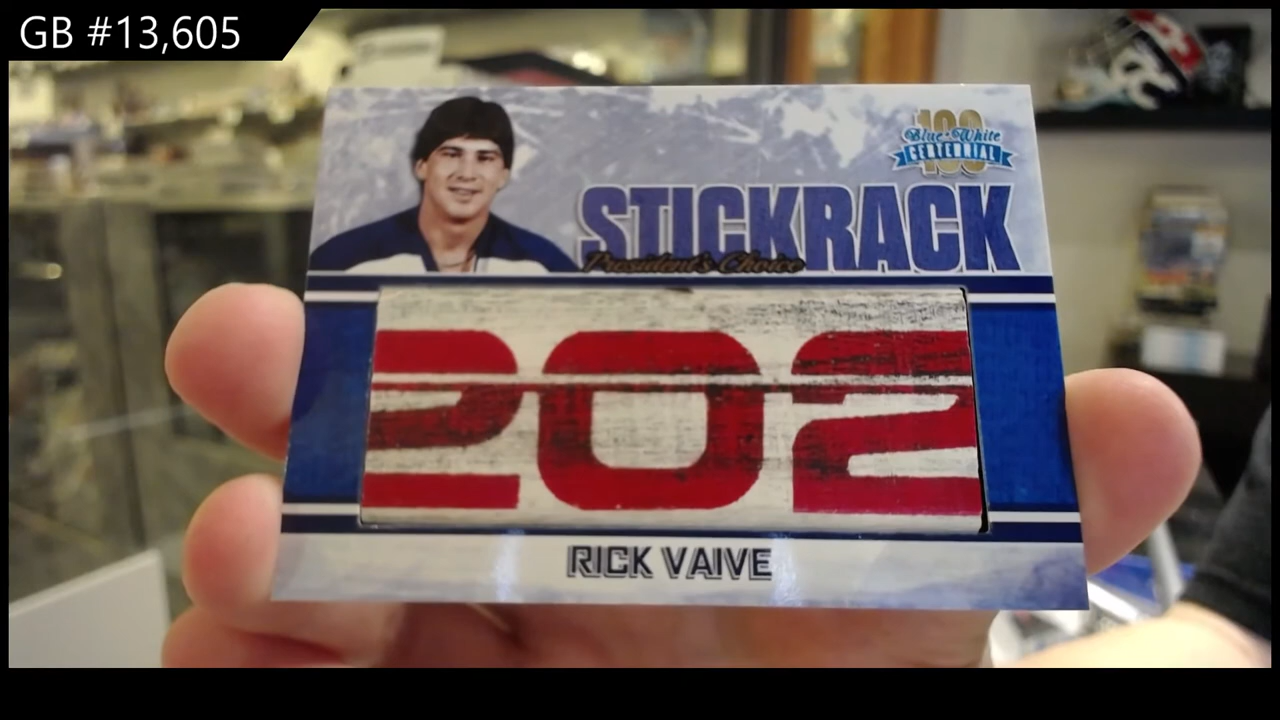 GB #13,605
100
Blue & White
CENTENNIAL
STICKRACK
President's Choice
202
RICK VAIVE